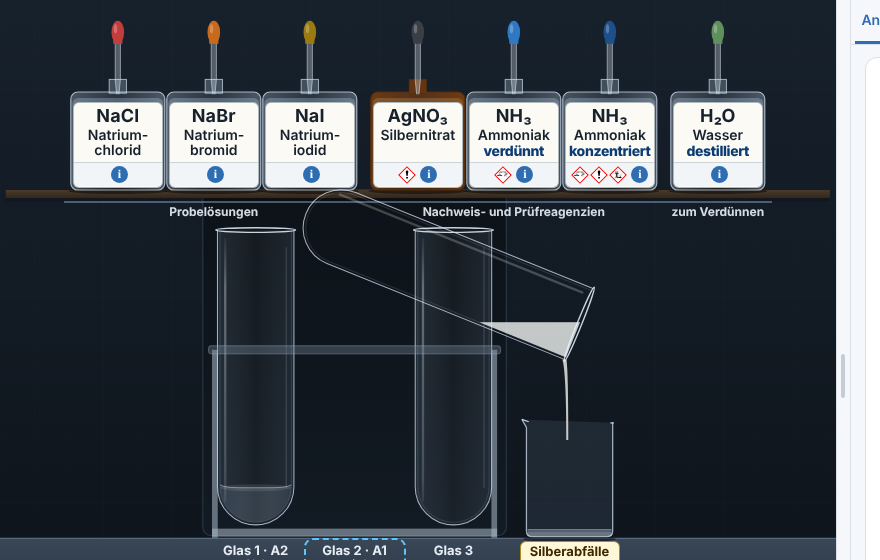 An
NaCl
Natrium-
chlorid
NaBr
Natrium-
bromid
NaI
Natrium-
iodid
AgNO₃
Silbernitrat
NH₃
Ammoniak
verdünnt
NH₃
Ammoniak
konzentriert
H₂O
Wasser
destilliert
Probelösungen
Nachweis- und Prüfreagenzien
zum Verdünnen
Glas 1 · A2
Glas 2 · A1
Glas 3
Silberabfälle